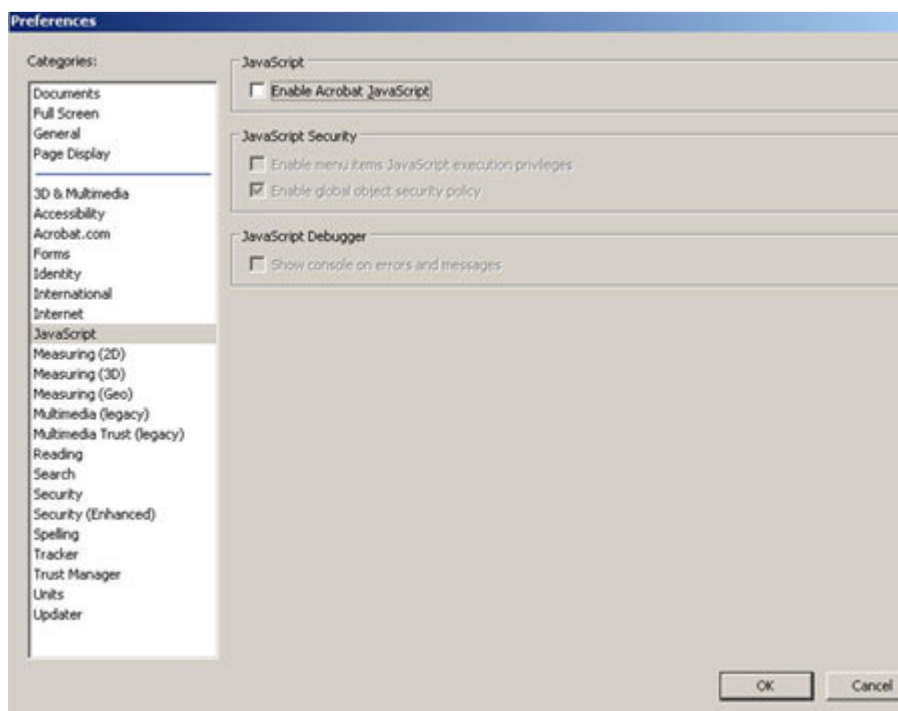 Preferences
Categories:
Documents
Full Screen
General
Page Display
3D & Multimedia
Accessibility
Acrobat.com
Forms
Identity
International
Internet
JavaScript
Measuring (2D)
Measuring (3D)
Measuring (Geo)
Multimedia (legacy)
Multimedia Trust (legacy)
Reading
Search
Security
Security (Enhanced)
Spelling
Tracker
Trust Manager
Units
Updater
JavaScript
Enable Acrobat JavaScript
JavaScript Security
Enable menu items JavaScript execution privileges
Enable global object security policy
JavaScript Debugger
Show console on errors and messages
OK
Cancel